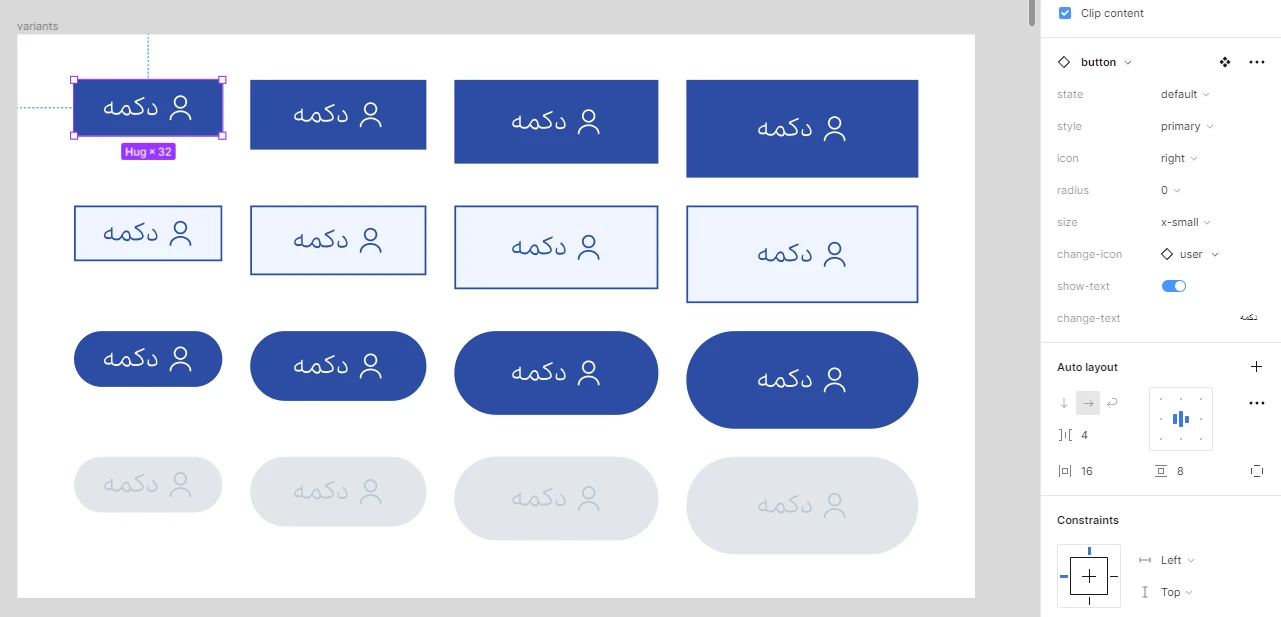 variants
دکمه
دکمه
دکمه
دکمه
Hug × 32
دکمه
دکمه
دکمه
دکمه
دکمه
دکمه
دکمه
دکمه
دکمه
دکمه
دکمه
دکمه
Clip content
button
state default
style primary
icon right
radius 0
size x-small
change-icon user
show-text
change-text دکمه
Auto layout
4
16 8
Constraints
Left
Top